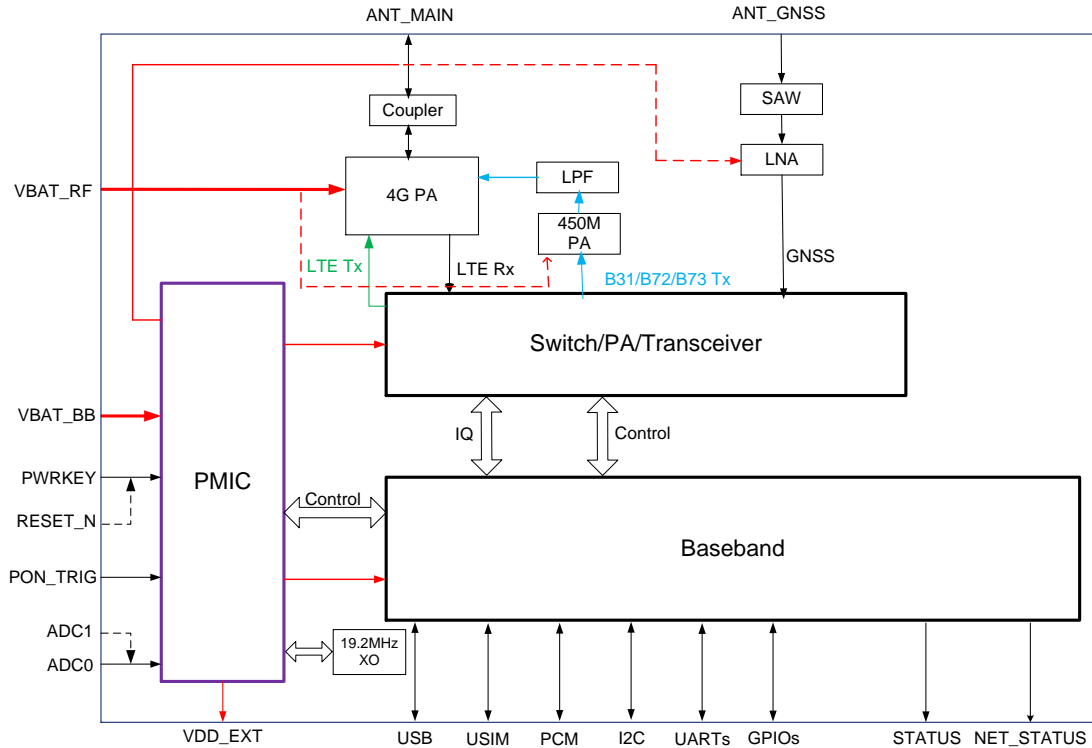 ANT_MAIN
ANT_GNSS
Coupler
SAW
LNA
VBAT_RF
4G PA
LPF
450M
PA
LTE Tx
LTE Rx
B31/B72/B73 Tx
GNSS
Switch/PA/Transceiver
VBAT_BB
IQ
Control
PWRKEY
PMIC
RESET_N
Control
Baseband
PON_TRIG
ADC1
ADC0
19.2MHz
XO
VDD_EXT
USB
USIM
PCM
I2C
UARTs
GPIOs
STATUS
NET_STATUS